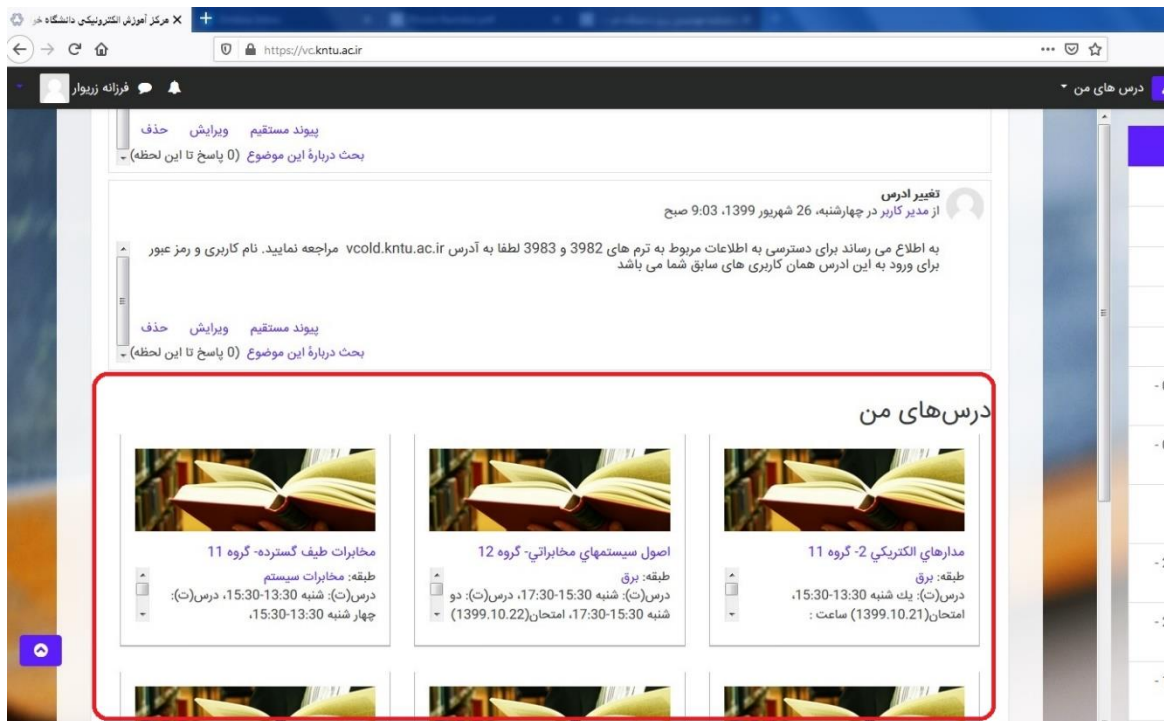 مرکز آموزش الکترونیکی دانشگاه خو
https://vc.kntu.ac.ir
درس های من
فرزانه زریوار
پیوند مستقیم ویرایش حذف
بحث دربارهٔ این موضوع (0 پاسخ تا این لحظه)
تغییر ادرس
از مدیر کاربر در چهارشنبه، 26 شهریور 1399، 9:03 صبح
به اطلاع می رساند برای دسترسی به اطلاعات مربوط به ترم های 3982 و 3983 لطفا به آدرس vcold.kntu.ac.ir مراجعه نمایید. نام کاربری و رمز عبور
برای ورود به این ادرس همان کاربری های سابق شما می باشد
پیوند مستقیم ویرایش حذف
بحث دربارهٔ این موضوع (0 پاسخ تا این لحظه)
درس‌های من
مدارهاي الكتريكي 2- گروه 11
طبقه: برق
درس(ت): يك شنبه 13:30-15:30،
امتحان(1399.10.21) ساعت :
اصول سيستمهاي مخابراتي- گروه 12
طبقه: برق
درس(ت): شنبه 15:30-17:30، درس(ت): دو
شنبه 15:30-17:30، امتحان(1399.10.22)
مخابرات طيف گسترده- گروه 11
طبقه: مخابرات سیستم
درس(ت): شنبه 13:30-15:30، درس(ت):
چهار شنبه 13:30-15:30،